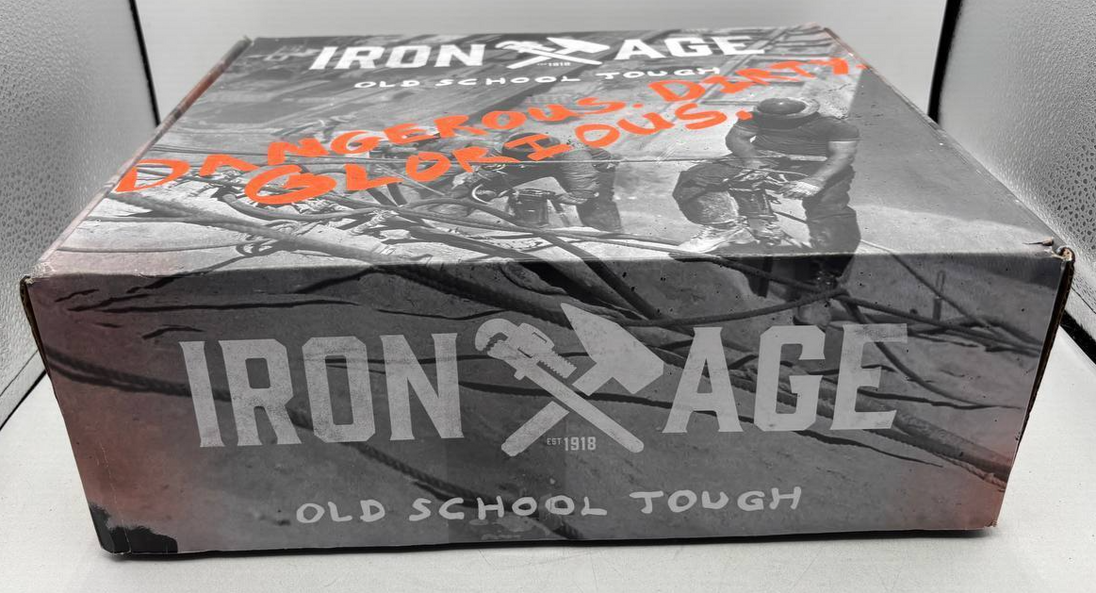 IRON AGE
EST 1918
OLD SCHOOL TOUGH
DANGEROUS. DIRTY.
GLORIOUS.
IRON AGE
EST 1918
OLD SCHOOL TOUGH